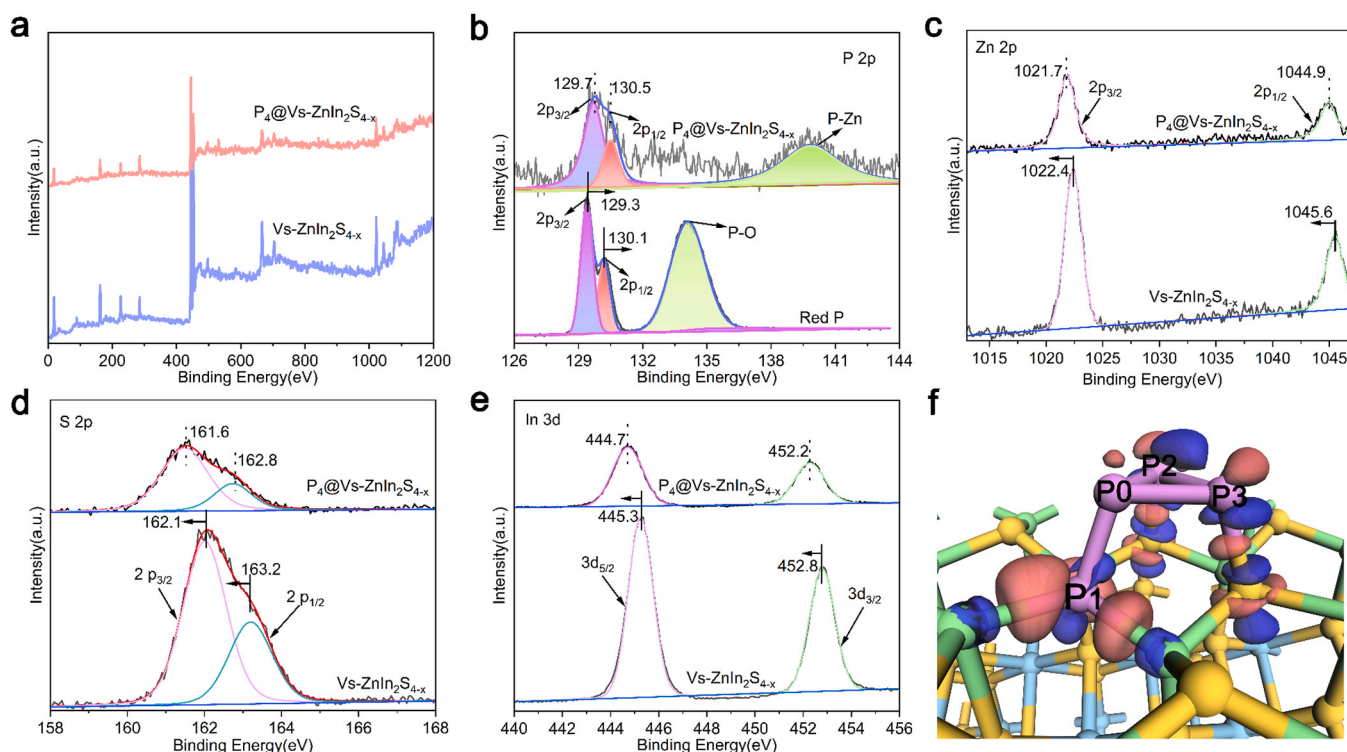 a
P₄@Vs-ZnIn₂S₄₋ₓ
Vs-ZnIn₂S₄₋ₓ
Intensity(a.u.)
0 200 400 600 800 1000 1200
Binding Energy(eV)
b
P 2p
129.7
130.5
2p₃/₂
2p₁/₂
P-Zn
P₄@Vs-ZnIn₂S₄₋ₓ
129.3
2p₃/₂
130.1
P-O
2p₁/₂
Red P
Intensity(a.u.)
126 129 132 135 138 141 144
Binding Energy(eV)
c
Zn 2p
1021.7
1044.9
2p₃/₂
2p₁/₂
P₄@Vs-ZnIn₂S₄₋ₓ
1022.4
1045.6
Vs-ZnIn₂S₄₋ₓ
Intensity(a.u.)
1015 1020 1025 1030 1035 1040 1045
Binding Energy(eV)
d
S 2p
161.6
162.8
P₄@Vs-ZnIn₂S₄₋ₓ
162.1
163.2
2 p₃/₂
2 p₁/₂
Vs-ZnIn₂S₄₋ₓ
Intensity(a.u.)
158 160 162 164 166 168
Binding Energy(eV)
e
In 3d
444.7
452.2
P₄@Vs-ZnIn₂S₄₋ₓ
445.3
452.8
3d₅/₂
3d₃/₂
Vs-ZnIn₂S₄₋ₓ
Intensity(a.u.)
440 442 444 446 448 450 452 454 456
Binding Energy(eV)
f
P2
P0
P3
P1